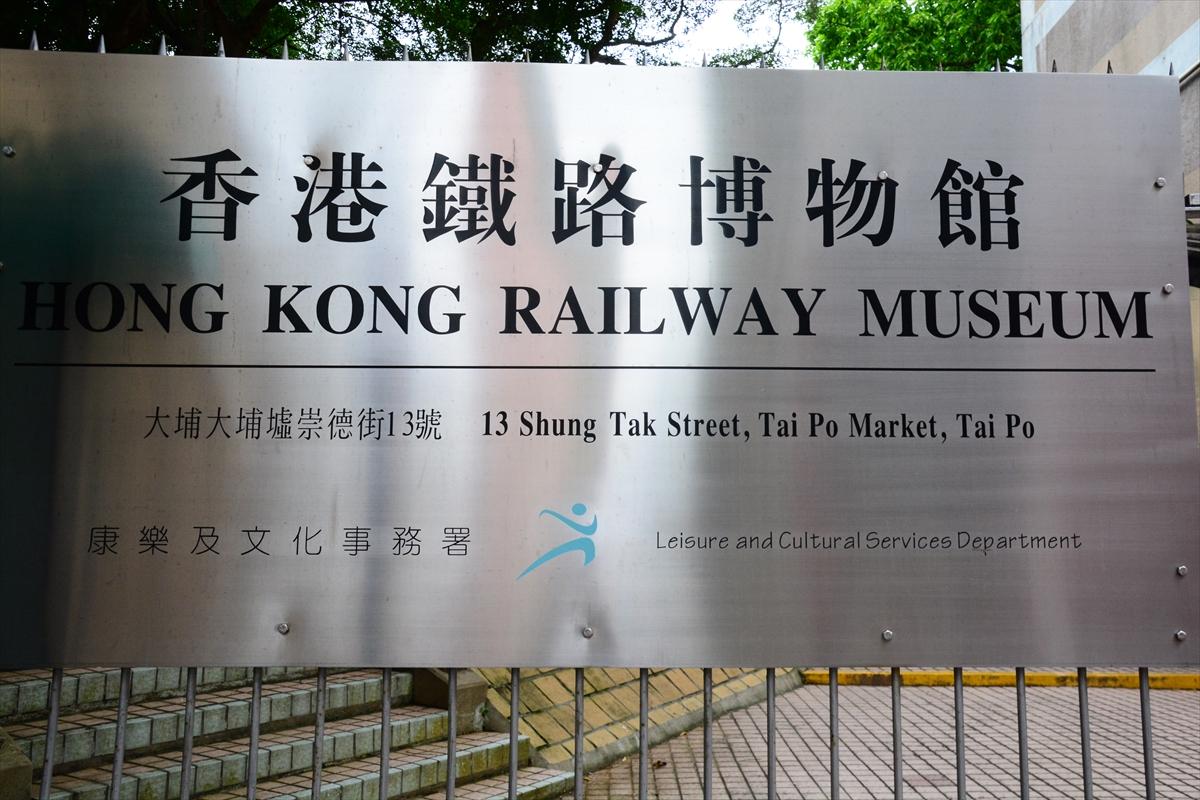 香港鐵路博物館
HONG KONG RAILWAY MUSEUM
大埔大埔墟崇德街13號 13 Shung Tak Street, Tai Po Market, Tai Po
康樂及文化事務署 Leisure and Cultural Services Department